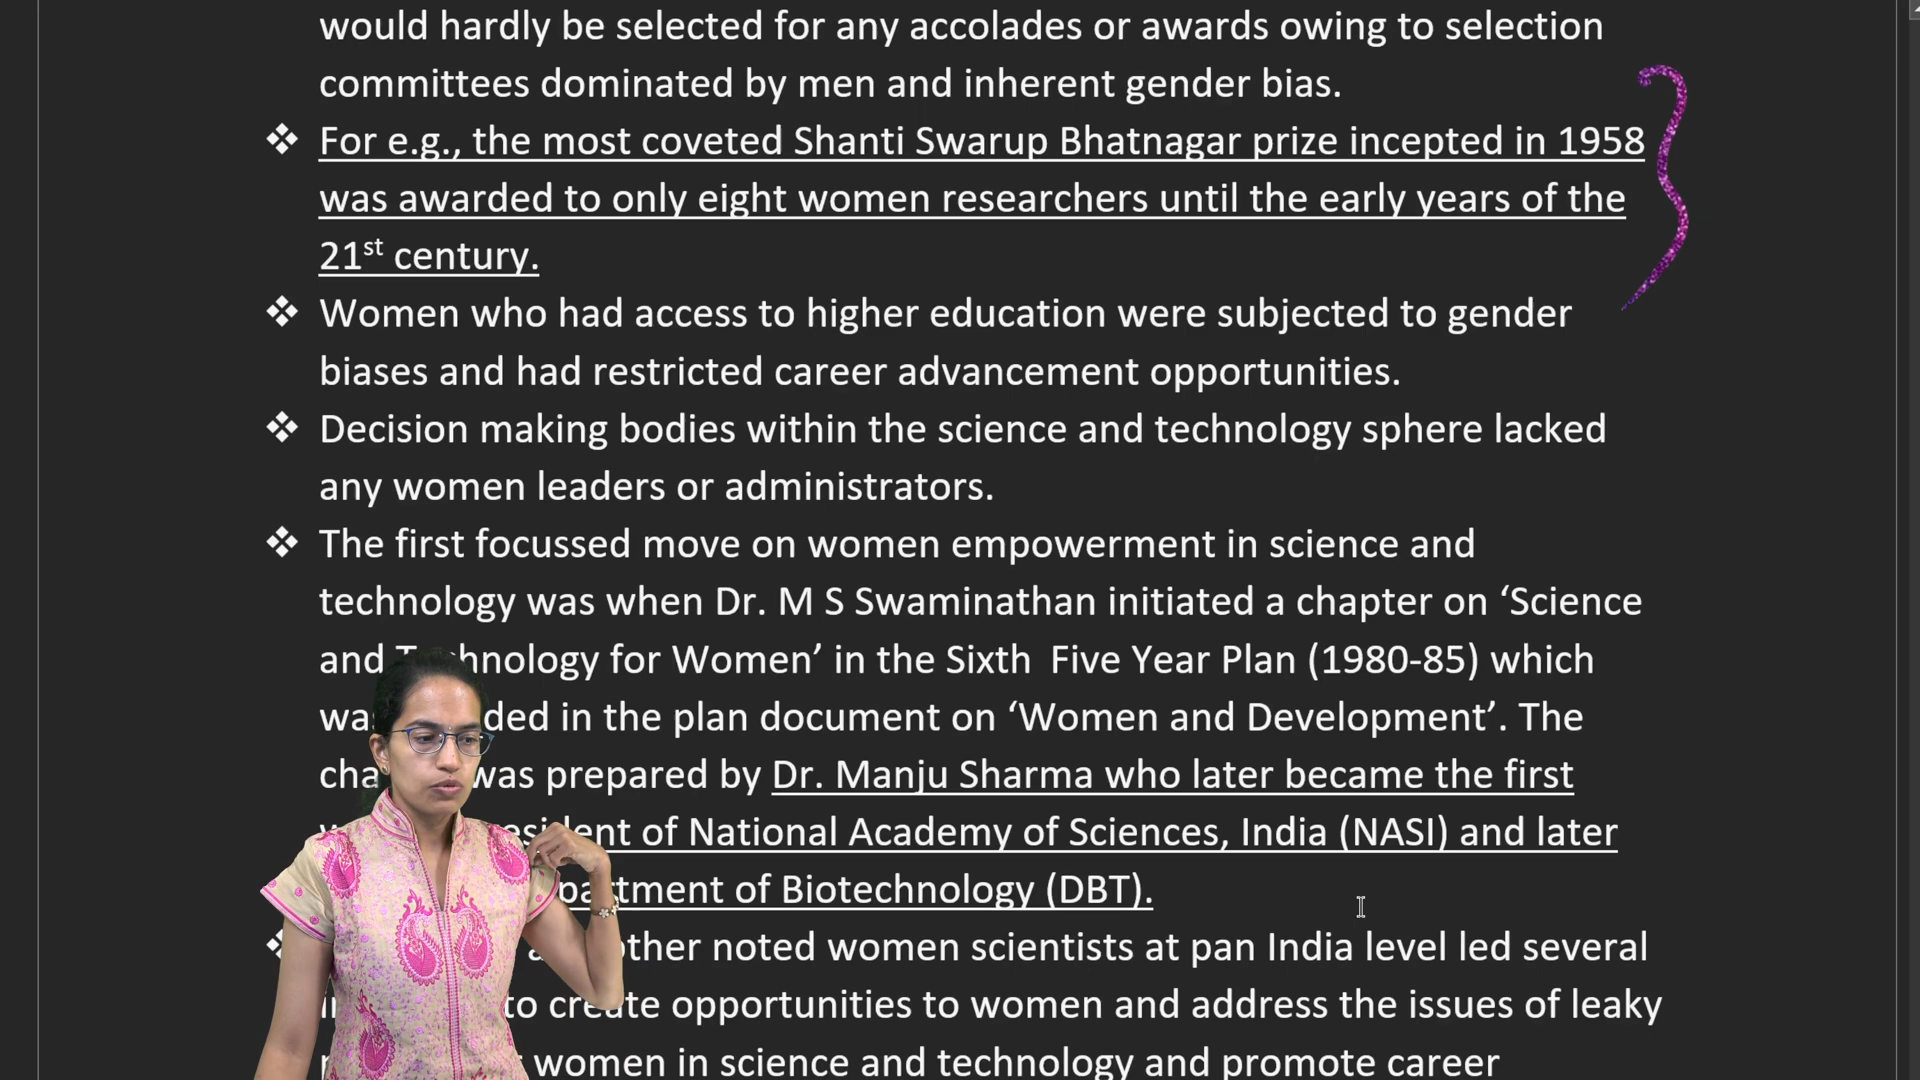 would hardly be selected for any accolades or awards owing to selection
committees dominated by men and inherent gender bias.
❖ For e.g., the most coveted Shanti Swarup Bhatnagar prize incepted in 1958
was awarded to only eight women researchers until the early years of the
21st century.
❖ Women who had access to higher education were subjected to gender
biases and had restricted career advancement opportunities.
❖ Decision making bodies within the science and technology sphere lacked
any women leaders or administrators.
❖ The first focussed move on women empowerment in science and
technology was when Dr. M S Swaminathan initiated a chapter on ‘Science
and Technology for Women’ in the Sixth Five Year Plan (1980-85) which
in the plan document on ‘Women and Development’. The
was prepared by Dr. Manju Sharma who later became the first
of National Academy of Sciences, India (NASI) and later
of Biotechnology (DBT).
other noted women scientists at pan India level led several
to create opportunities to women and address the issues of leaky
women in science and technology and promote career